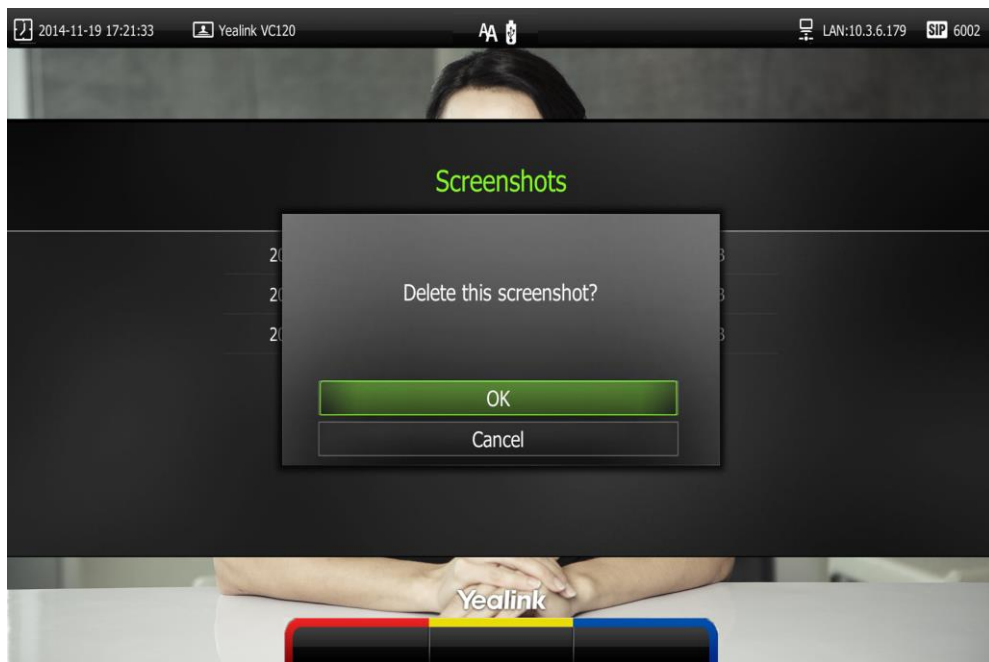 2014-11-19 17:21:33 Yealink VC120 AA LAN:10.3.6.179 SIP 6002
Screenshots
Delete this screenshot?
OK
Cancel
Yealink